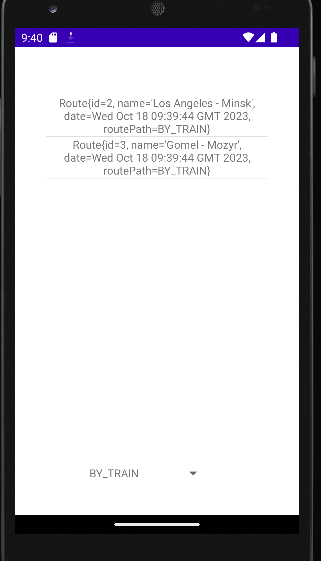 9:40
Route{id=2, name='Los Angeles - Minsk',
date=Wed Oct 18 09:39:44 GMT 2023,
routePath=BY_TRAIN}
Route{id=3, name='Gomel - Mozyr',
date=Wed Oct 18 09:39:44 GMT 2023,
routePath=BY_TRAIN}
BY_TRAIN